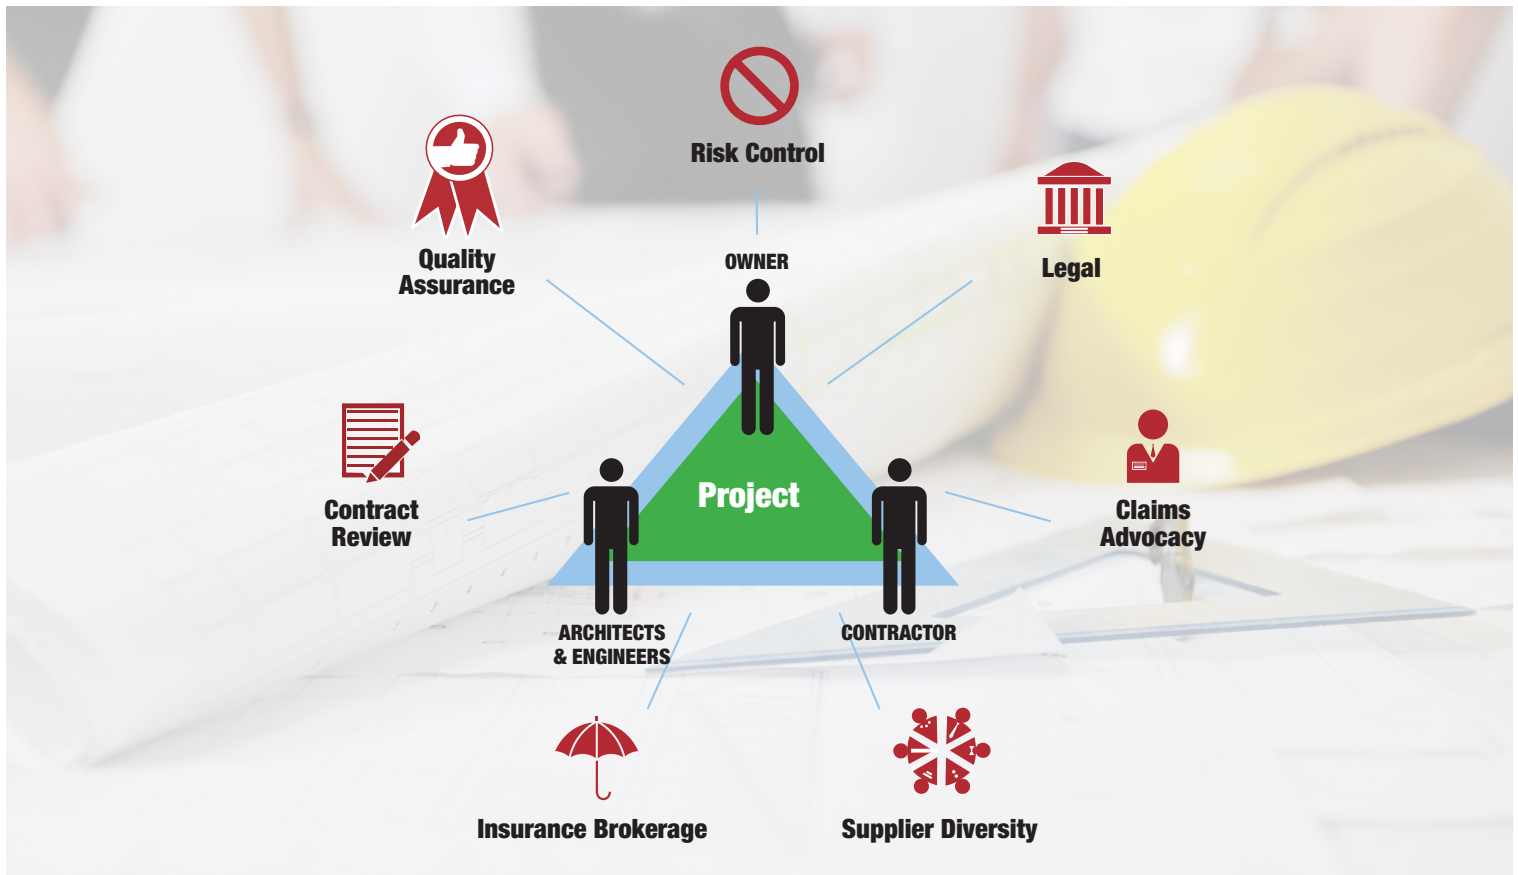 Risk Control
Quality
Assurance
Legal
OWNER
Contract
Review
Project
Claims
Advocacy
ARCHITECTS
& ENGINEERS
CONTRACTOR
Insurance Brokerage
Supplier Diversity